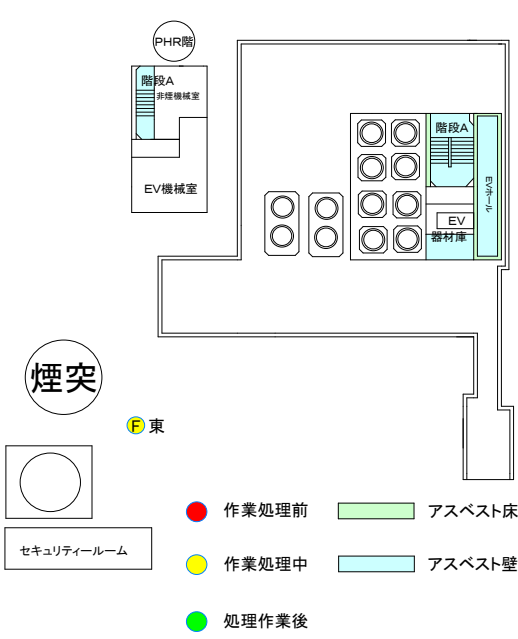 PHR階
階段A
非煙機械室
EV機械室
階段A
EVホール
EV
器材庫
煙突
F 東
セキュリティールーム
作業処理前
アスベスト床
作業処理中
アスベスト壁
処理作業後